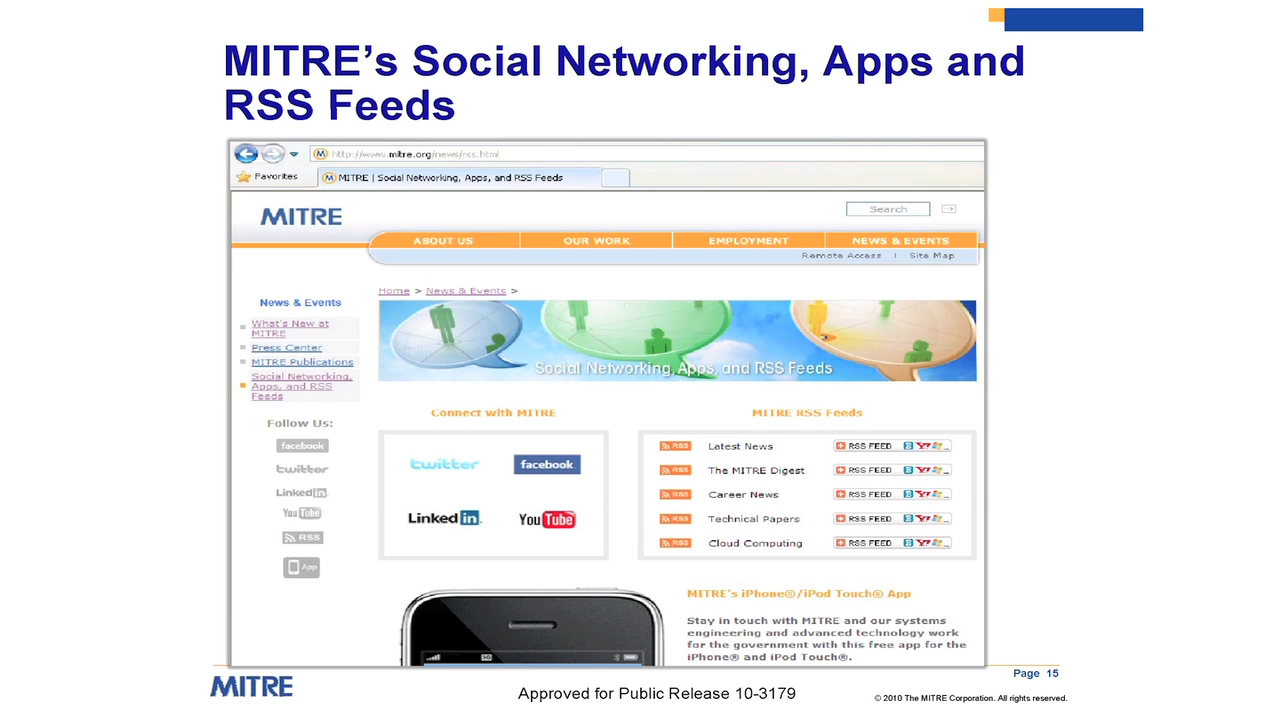 MITRE's Social Networking, Apps and
RSS Feeds
http://www.mitre.org/news/rss.html
Favorites
MITRE | Social Networking, Apps, and RSS Feeds
MITRE
Search
ABOUT US
OUR WORK
EMPLOYMENT
NEWS & EVENTS
Remote Access | Site Map
Home > News & Events >
News & Events
What's New at
MITRE
Press Center
MITRE Publications
Social Networking,
Apps, and RSS
Feeds
Follow Us:
facebook
twitter
Linkedin
YouTube
RSS
App
Social Networking, Apps, and RSS Feeds
Connect with MITRE
twitter
facebook
Linkedin
YouTube
MITRE RSS Feeds
RSS Latest News RSS FEED
RSS The MITRE Digest RSS FEED
RSS Career News RSS FEED
RSS Technical Papers RSS FEED
RSS Cloud Computing RSS FEED
3G
MITRE's iPhone®/iPod Touch® App
Stay in touch with MITRE and our systems
engineering and advanced technology work
for the government with this free app for the
iPhone® and iPod Touch®.
MITRE
Approved for Public Release 10-3179
Page 15
© 2010 The MITRE Corporation. All rights reserved.